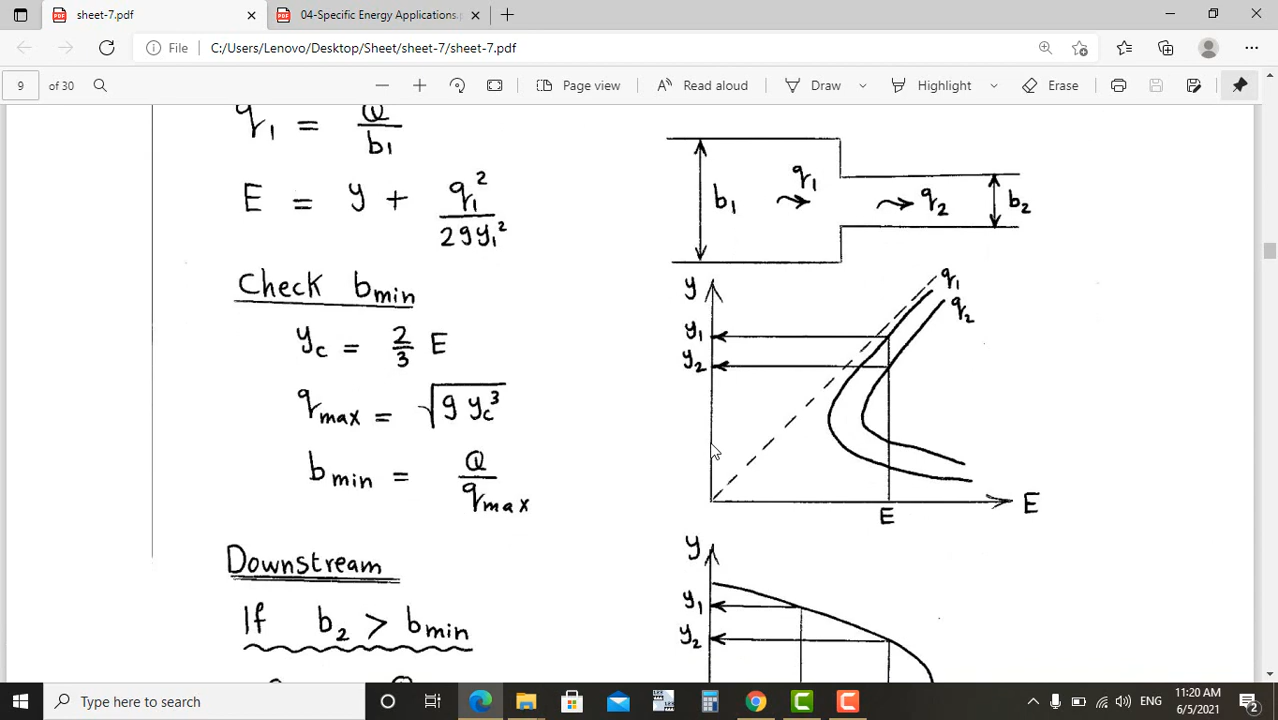 sheet-7.pdf
04-Specific Energy Applications.
File C:/Users/Lenovo/Desktop/Sheet/sheet-7/sheet-7.pdf
9 of 30 Page view Read aloud Draw Highlight Erase
q₁ = Q / b₁
E = y + q₁² / 2gy₁²
Check bmin
yc = 2/3 E
qmax = √(g yc³)
bmin = Q / qmax
Downstream
If b₂ > bmin
b₁ q₁ q₂ b₂
y q₁
q₂
y₁
y₂
E
E
y
y₁
y₂
Type here to search
ENG 11:20 AM
6/5/2021
2